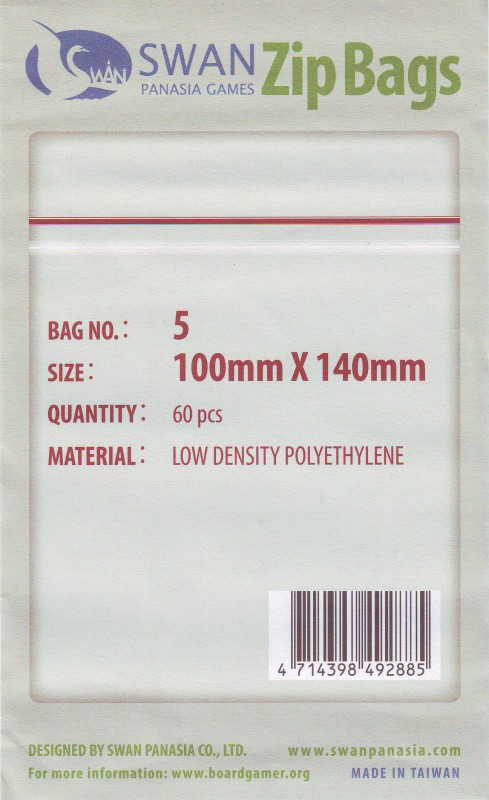 SWAN
SWAN Zip Bags
PANASIA GAMES
BAG NO.: 5
SIZE: 100mm X 140mm
QUANTITY: 60 pcs
MATERIAL: LOW DENSITY POLYETHYLENE
4 714398 492885
DESIGNED BY SWAN PANASIA CO., LTD. www.swanpanasia.com
For more information: www.boardgamer.org MADE IN TAIWAN